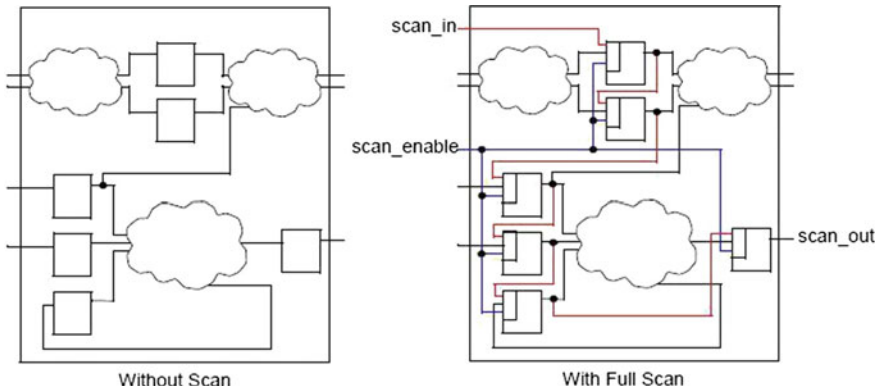 scan_in
scan_enable
scan_out
Without Scan
With Full Scan